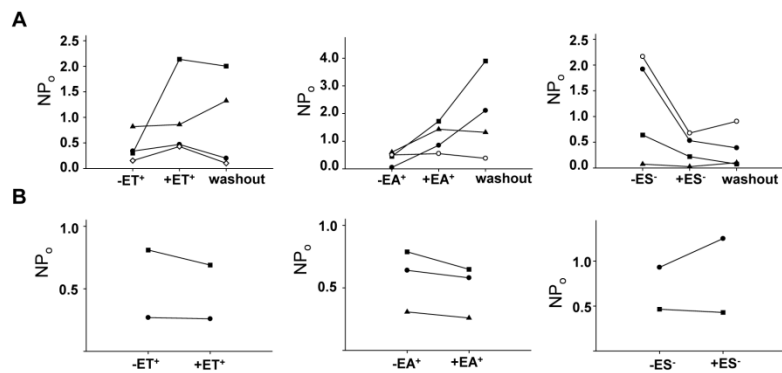 A
NPo
2.5
2.0
1.5
1.0
0.5
0.0
-ET+ +ET+ washout
NPo
4.0
3.0
2.0
1.0
0.0
-EA+ +EA+ washout
NPo
2.5
2.0
1.5
1.0
0.5
0.0
-ES- +ES- washout
B
NPo
1.0
0.5
-ET+ +ET+
NPo
1.0
0.5
-EA+ +EA+
NPo
1.0
0.5
-ES- +ES-